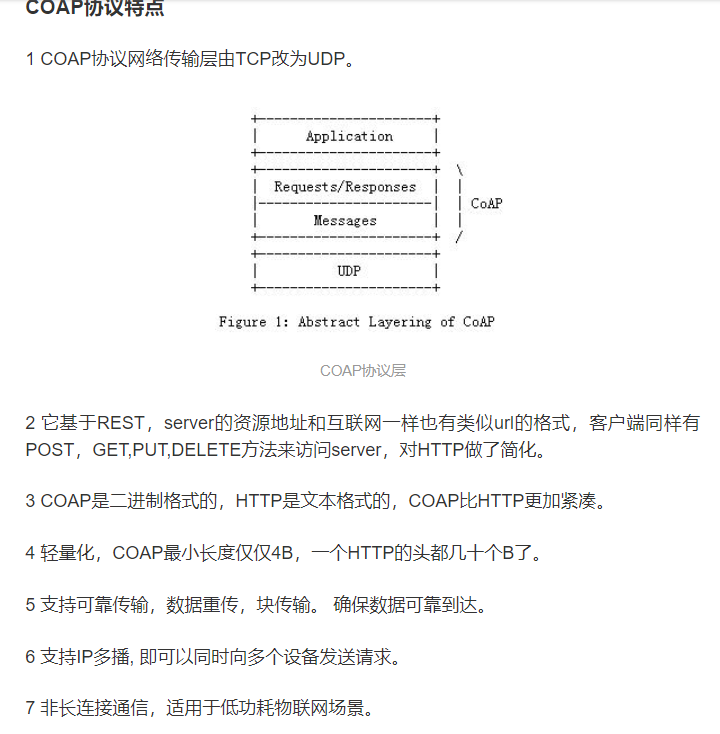 COAP协议特点
1 COAP协议网络传输层由TCP改为UDP。
+----------------------+
|      Application     |
+----------------------+
+----------------------+  \
|  Requests/Responses  |  |
|----------------------|  | CoAP
|       Messages       |  |
+----------------------+  /
+----------------------+
|          UDP         |
+----------------------+
Figure 1: Abstract Layering of CoAP
COAP协议层
2 它基于REST，server的资源地址和互联网一样也有类似url的格式，客户端同样有
POST，GET,PUT,DELETE方法来访问server，对HTTP做了简化。
3 COAP是二进制格式的，HTTP是文本格式的，COAP比HTTP更加紧凑。
4 轻量化，COAP最小长度仅仅4B，一个HTTP的头都几十个B了。
5 支持可靠传输，数据重传，块传输。 确保数据可靠到达。
6 支持IP多播, 即可以同时向多个设备发送请求。
7 非长连接通信，适用于低功耗物联网场景。